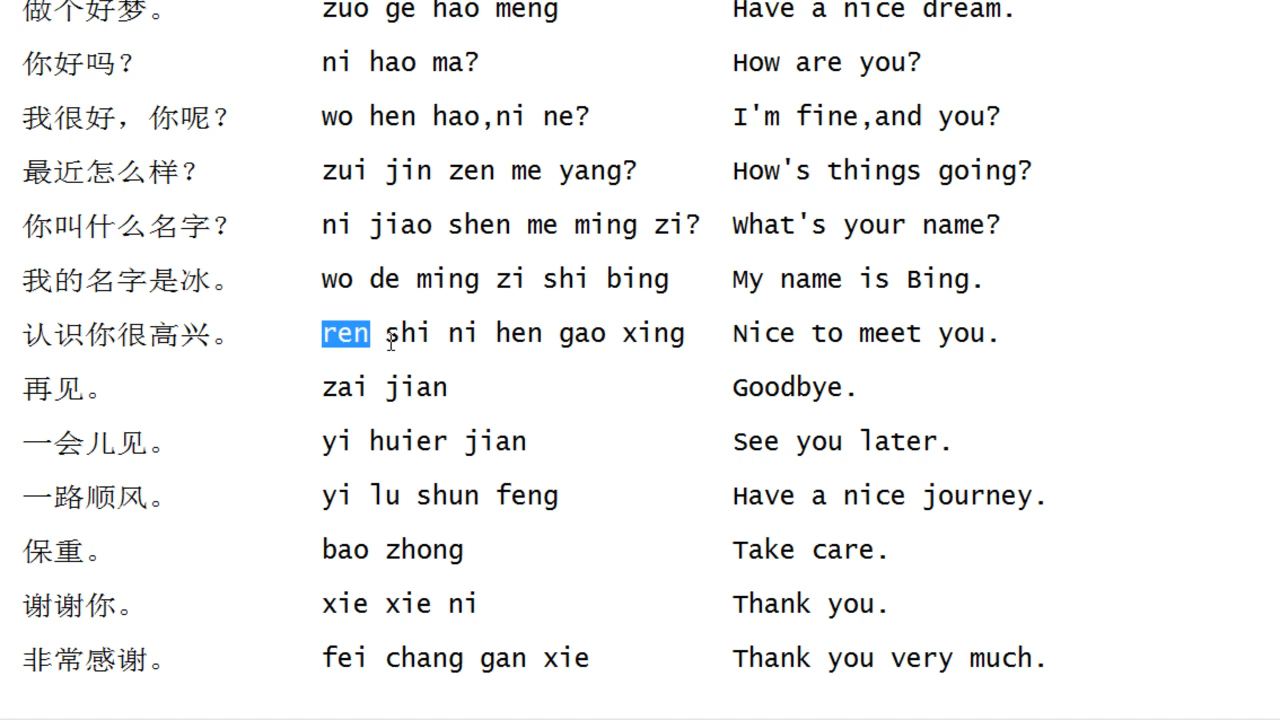 做个好梦。 zuo ge hao meng Have a nice dream.
你好吗？ ni hao ma? How are you?
我很好，你呢？ wo hen hao,ni ne? I'm fine,and you?
最近怎么样？ zui jin zen me yang? How's things going?
你叫什么名字？ ni jiao shen me ming zi? What's your name?
我的名字是冰。 wo de ming zi shi bing My name is Bing.
认识你很高兴。 ren shi ni hen gao xing Nice to meet you.
再见。 zai jian Goodbye.
一会儿见。 yi huier jian See you later.
一路顺风。 yi lu shun feng Have a nice journey.
保重。 bao zhong Take care.
谢谢你。 xie xie ni Thank you.
非常感谢。 fei chang gan xie Thank you very much.